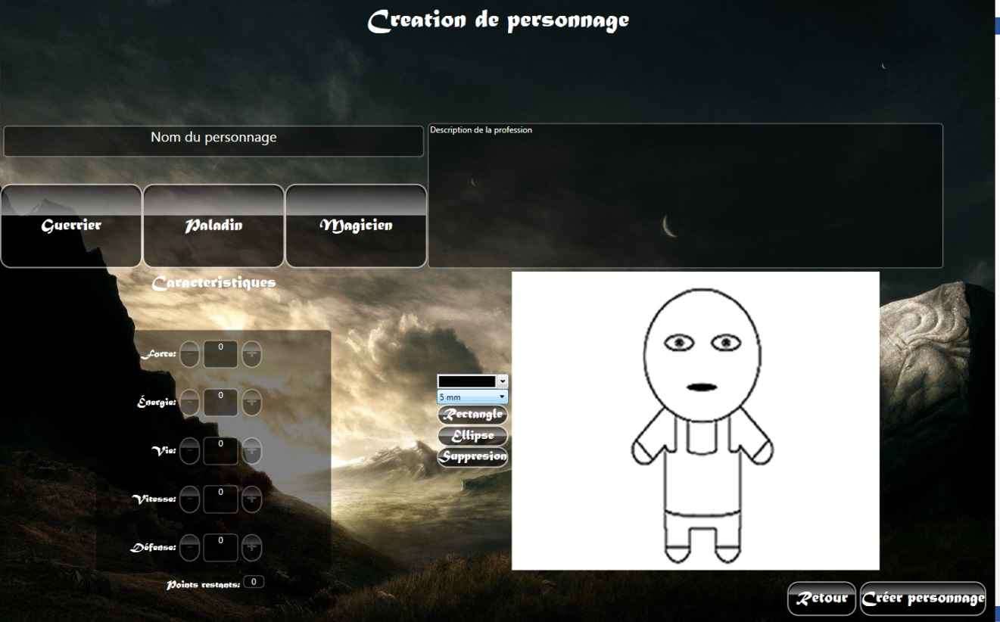 Creation de personnage
Nom du personnage
Description de la profession
Guerrier
Paladin
Magicien
Caracteristiques
Force:
-
0
+
Énergie:
-
0
+
Vie:
-
0
+
Vitesse:
-
0
+
Défense:
-
0
+
Points restants:
0
5 mm
Rectangle
Ellipse
Suppresion
Retour
Créer personnage